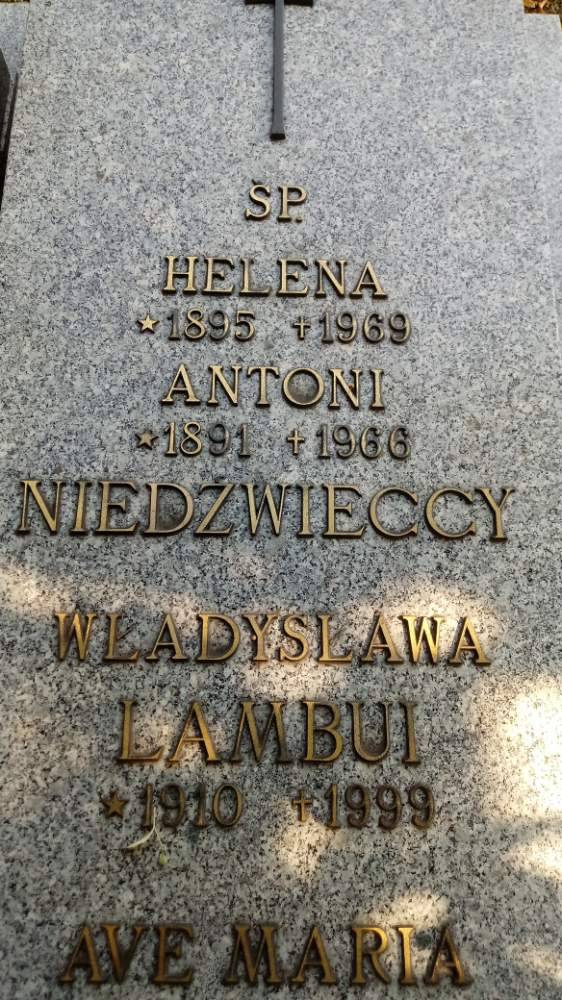 ŚP.
HELENA
*1895 +1969
ANTONI
*1891 +1966
NIEDZWIECCY
WŁADYSŁAWA
LAMBUI
*1910 +1999
AVE MARIA